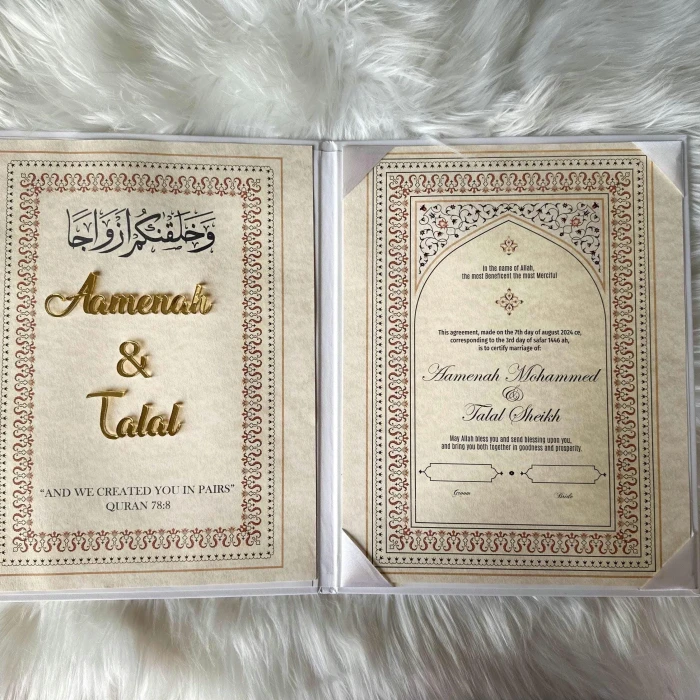 وَخَلَقْنَكُمْ أَزْوَاجًا
Aamenah
&
Talal
"AND WE CREATED YOU IN PAIRS"
QURAN 78:8
In the name of Allah,
the most Beneficent the most Merciful
This agreement, made on the 7th day of august 2024 ce,
corresponding to the 3rd day of safar 1446 ah,
is to certify marriage of:
Aamenah Mohammed
&
Talal Sheikh
May Allah bless you and send blessing upon you,
and bring you both together in goodness and prosperity.
Groom
Bride